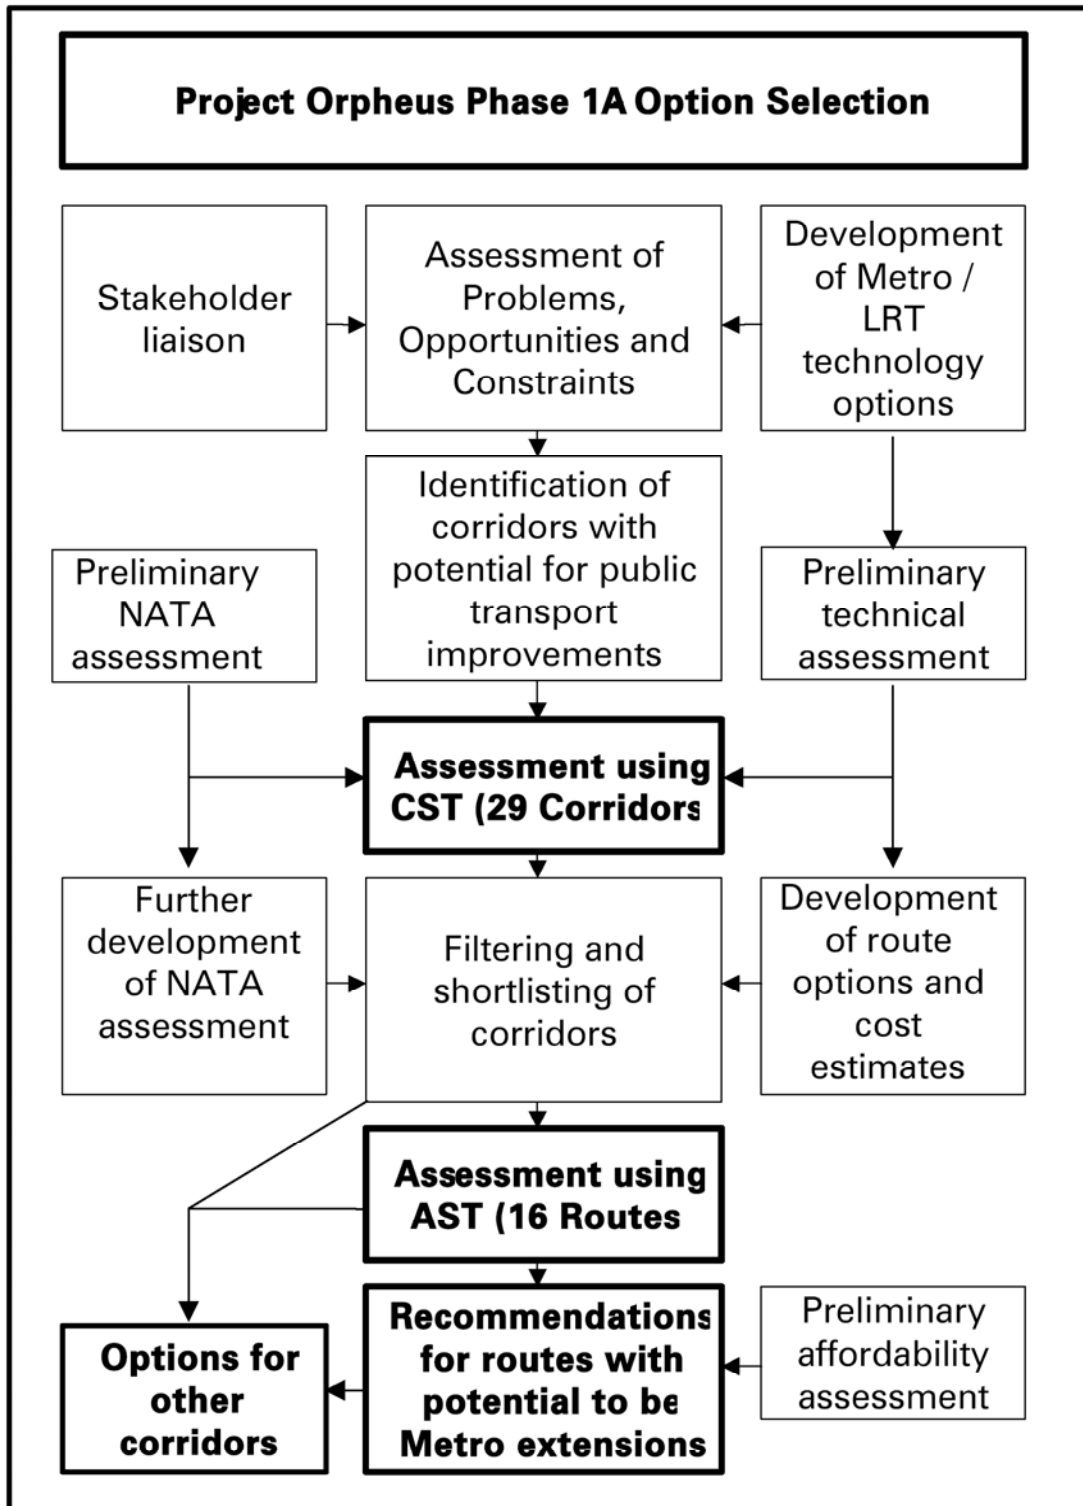 Project Orpheus Phase 1A Option Selection
Stakeholder
liaison
Assessment of
Problems,
Opportunities and
Constraints
Development
of Metro /
LRT
technology
options
Identification of
corridors with
potential for public
transport
improvements
Preliminary
NATA
assessment
Preliminary
technical
assessment
Assessment using
CST (29 Corridors
Further
development
of NATA
assessment
Filtering and
shortlisting of
corridors
Development
of route
options and
cost
estimates
Assessment using
AST (16 Routes
Options for
other
corridors
Recommendations
for routes with
potential to be
Metro extensions
Preliminary
affordability
assessment